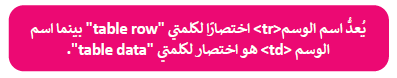 يُعدُّ اسم الوسم<tr> اختصارًا لكلمتي "table row" بينما اسم
الوسم <td> هو اختصار لكلمتي "table data".